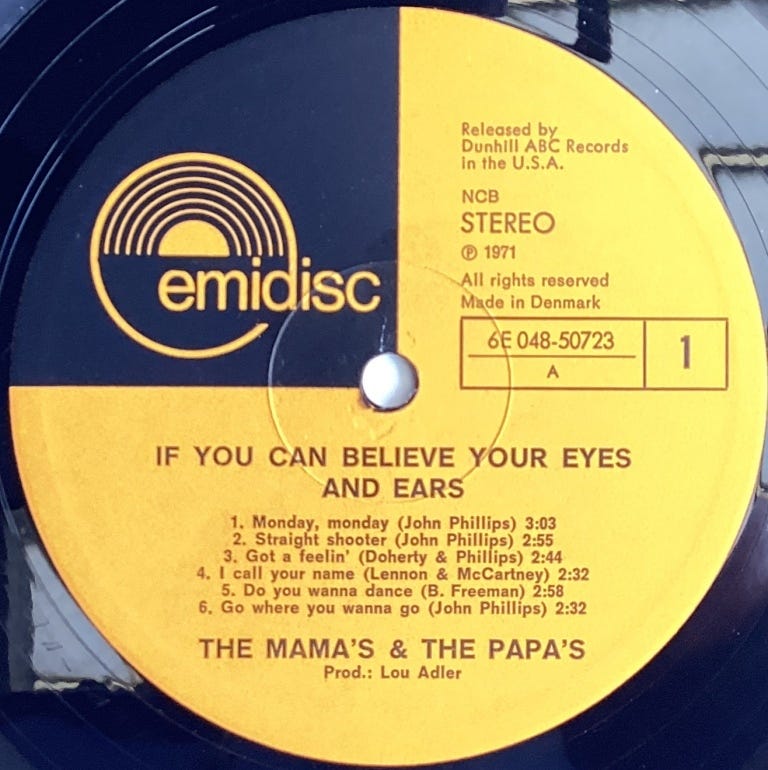 emidisc
Released by
Dunhill ABC Records
in the U.S.A.
NCB
STEREO
℗ 1971
All rights reserved
Made in Denmark
6E 048-50723
A
1
IF YOU CAN BELIEVE YOUR EYES
AND EARS
1. Monday, monday (John Phillips) 3:03
2. Straight shooter (John Phillips) 2:55
3. Got a feelin' (Doherty & Phillips) 2:44
4. I call your name (Lennon & McCartney) 2:32
5. Do you wanna dance (B. Freeman) 2:58
6. Go where you wanna go (John Phillips) 2:32
THE MAMA'S & THE PAPA'S
Prod.: Lou Adler